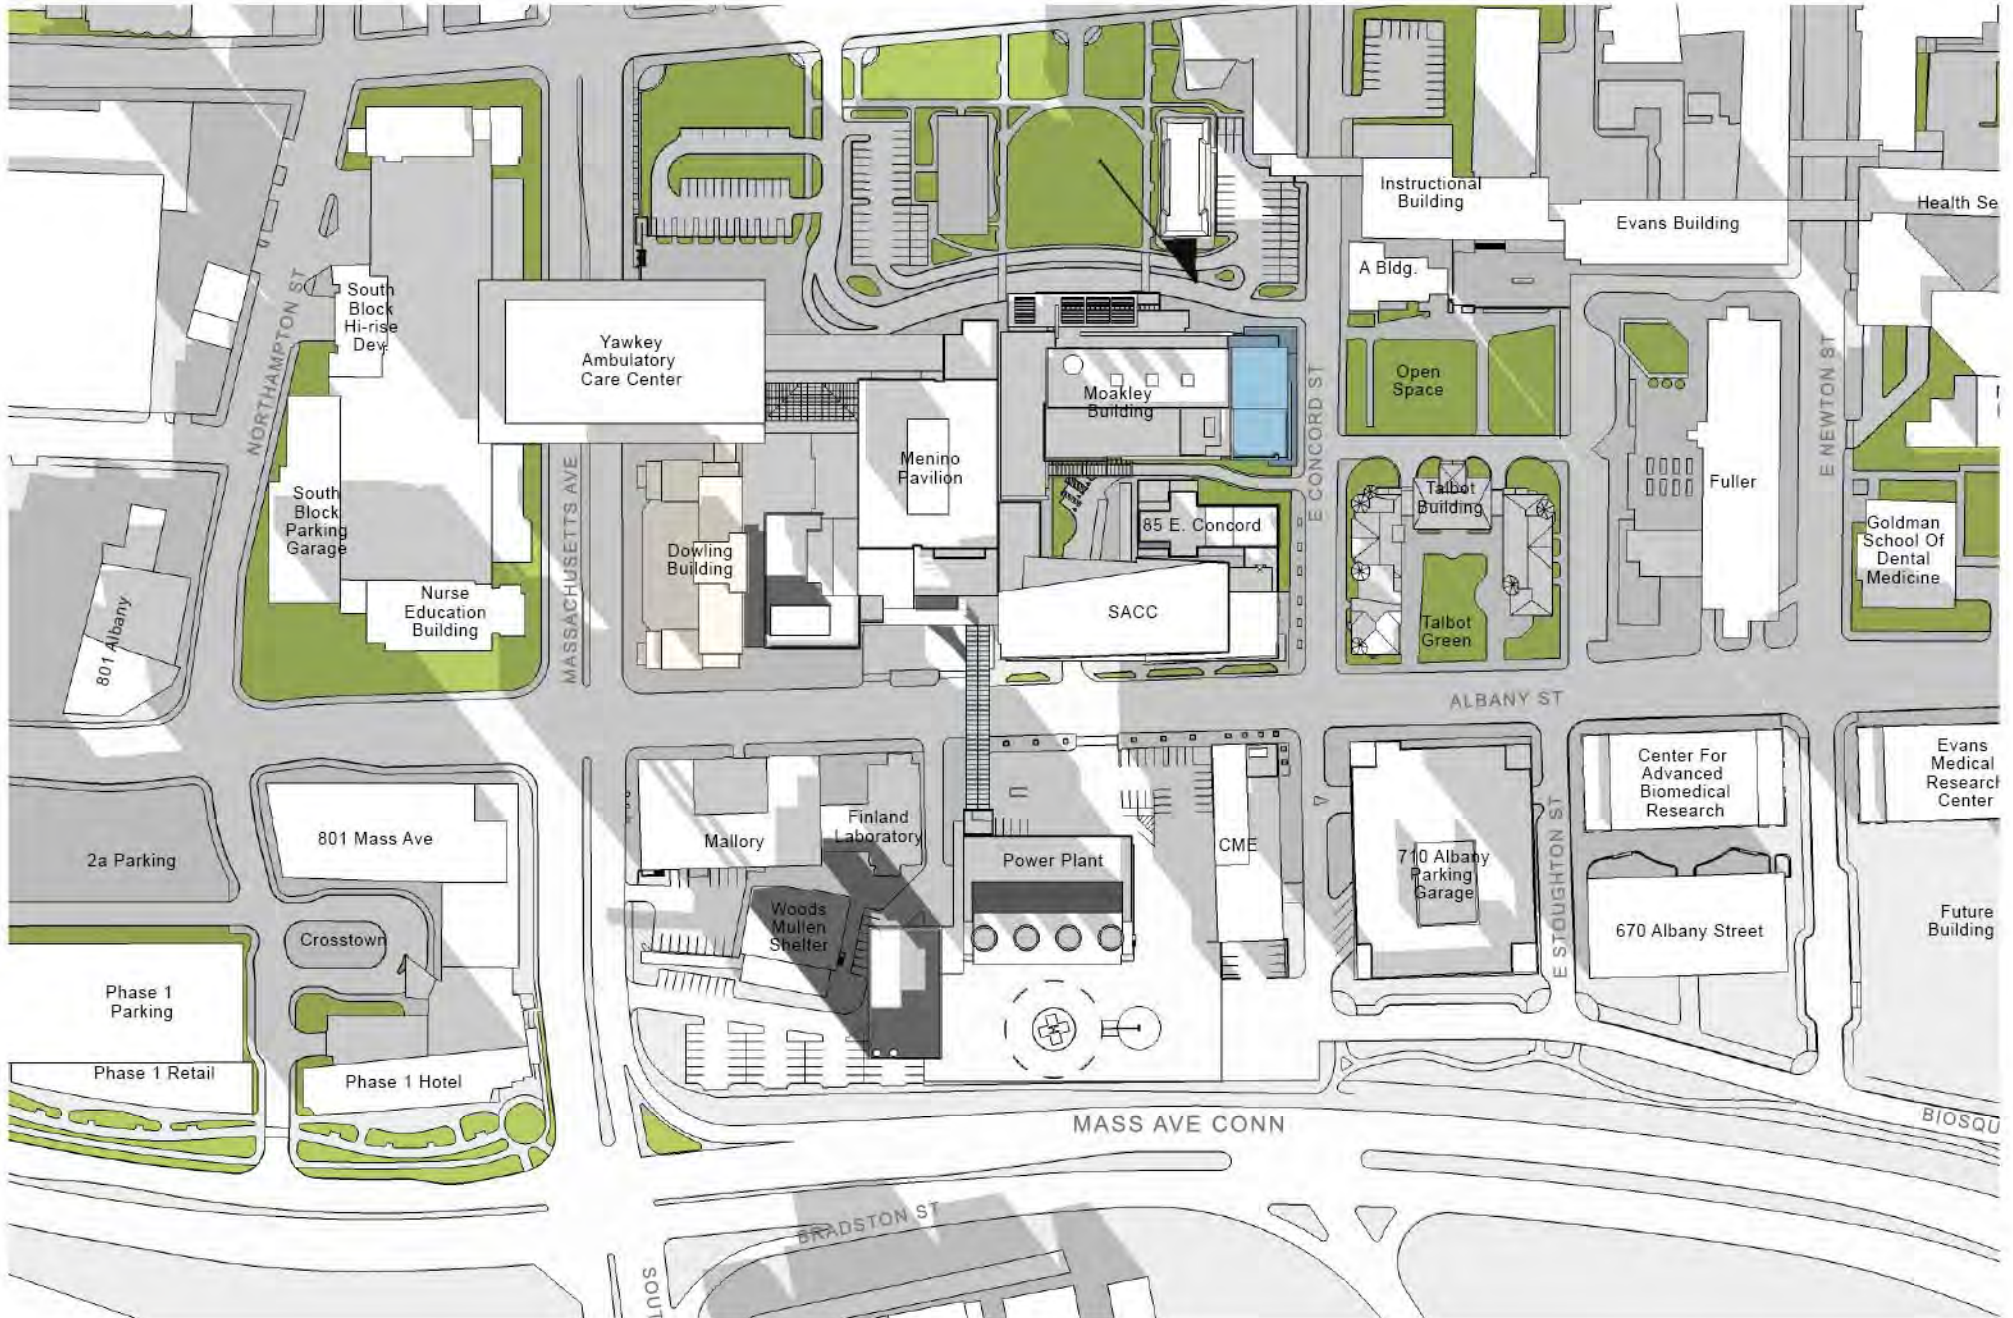 Instructional
Building
Evans Building
Health Se
A Bldg.
South
Block
Hi-rise
Dev.
NORTHAMPTON ST
Yawkey
Ambulatory
Care Center
Moakley
Building
Open
Space
E CONCORD ST
E NEWTON ST
Menino
Pavilion
Talbot
Building
Fuller
South
Block
Parking
Garage
MASSACHUSETTS AVE
85 E. Concord
Goldman
School Of
Dental
Medicine
Dowling
Building
Nurse
Education
Building
SACC
Talbot
Green
801 Albany
ALBANY ST
Center For
Advanced
Biomedical
Research
Evans
Medical
Research
Center
801 Mass Ave
Mallory
Finland
Laboratory
Power Plant
CME
710 Albany
Parking
Garage
E STOUGHTON ST
2a Parking
Woods
Mullen
Shelter
670 Albany Street
Future
Building
Crosstown
Phase 1
Parking
Phase 1 Retail
Phase 1 Hotel
MASS AVE CONN
BIOSQU
BRADSTON ST
SOUT